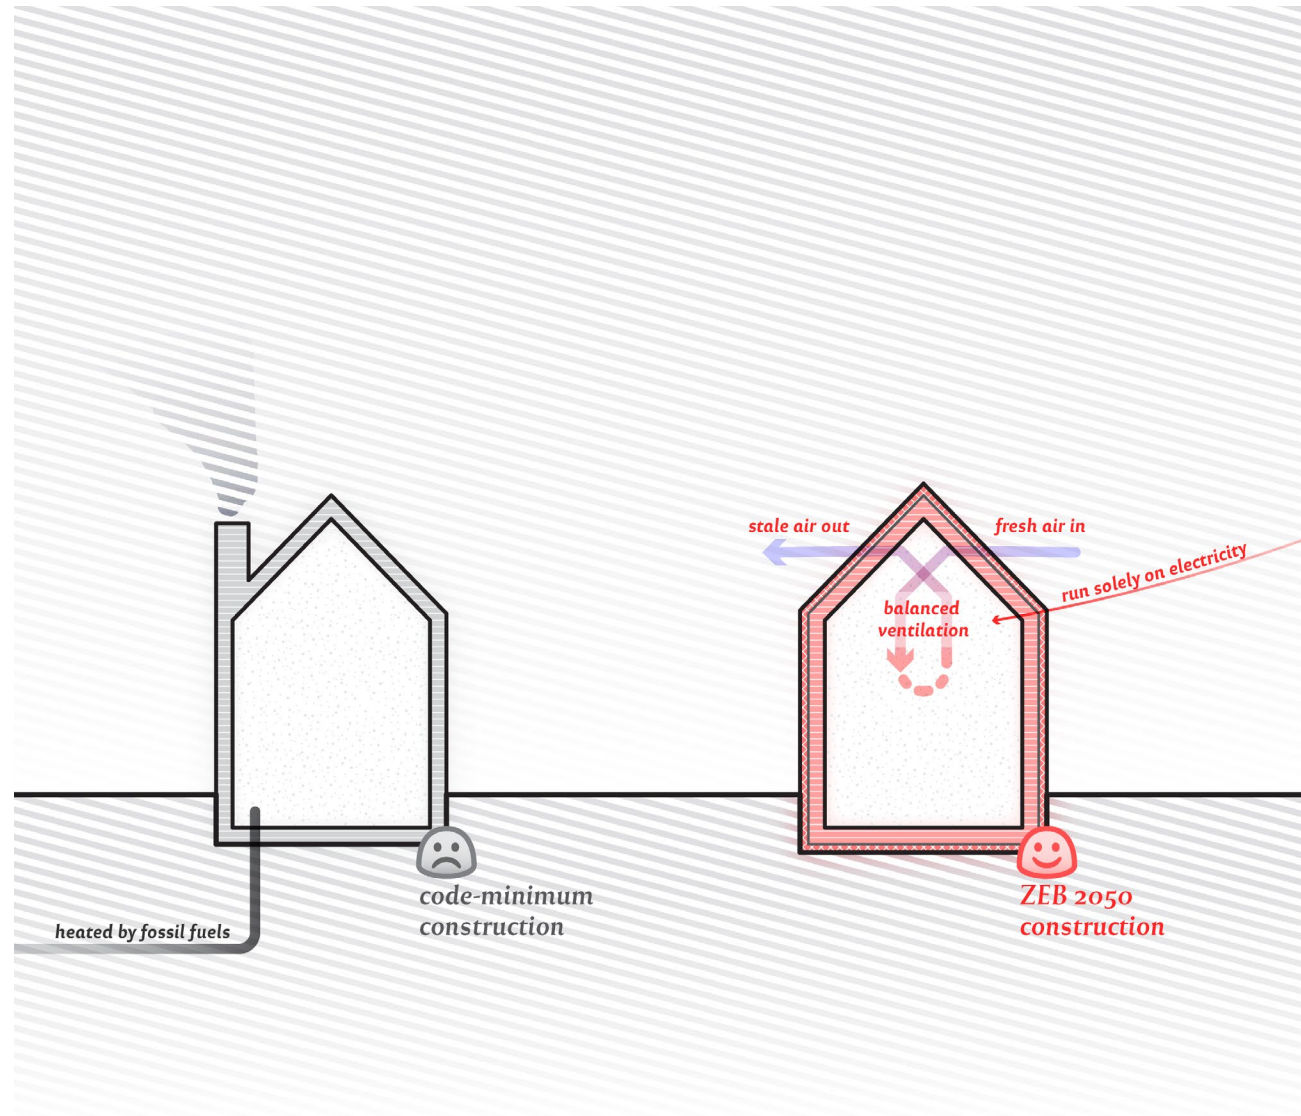 stale air out
fresh air in
run solely on electricity
balanced
ventilation
code-minimum
construction
heated by fossil fuels
ZEB 2050
construction